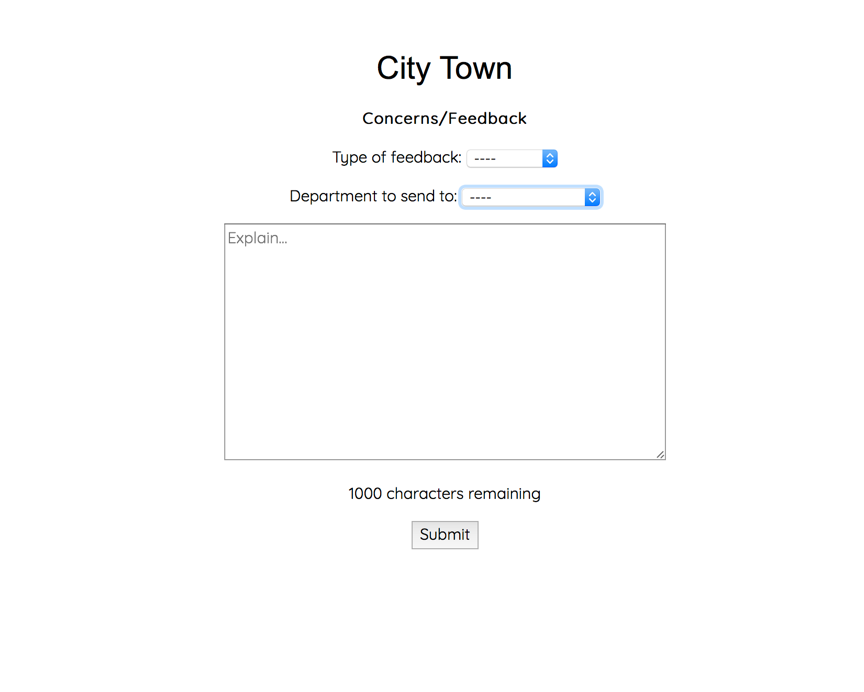 City Town
Concerns/Feedback
Type of feedback: ----
Department to send to: ----
Explain...
1000 characters remaining
Submit